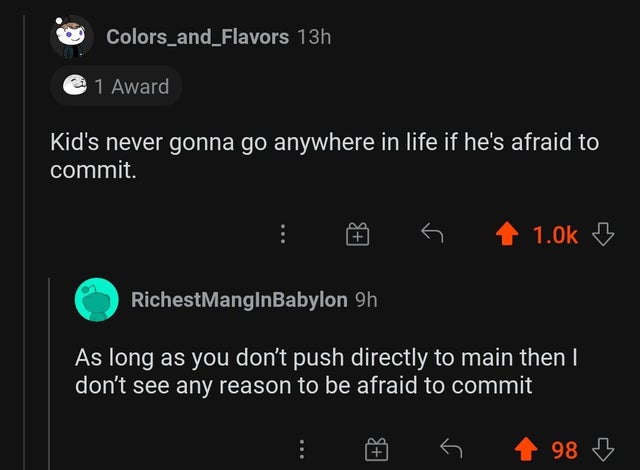 Colors_and_Flavors 13h
1 Award
Kid's never gonna go anywhere in life if he's afraid to
commit.
1.0k
RichestMangInBabylon 9h
As long as you don’t push directly to main then I
don’t see any reason to be afraid to commit
98